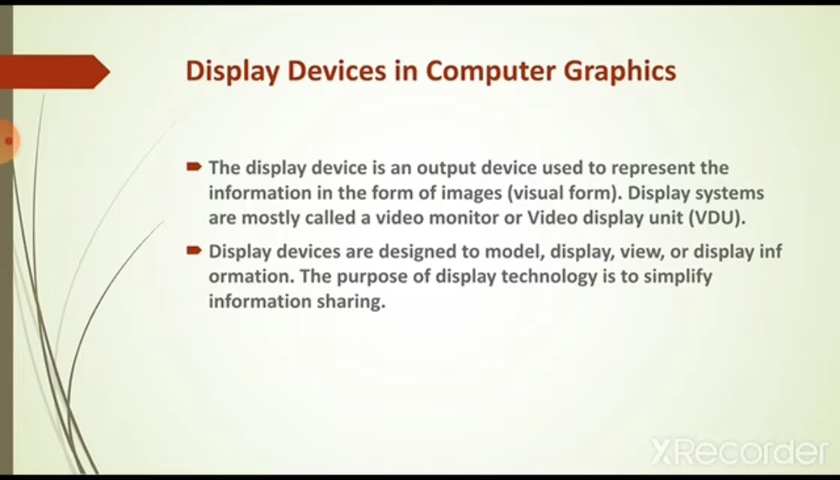 Display Devices in Computer Graphics
The display device is an output device used to represent the
information in the form of images (visual form). Display systems
are mostly called a video monitor or Video display unit (VDU).
Display devices are designed to model, display, view, or display inf
ormation. The purpose of display technology is to simplify
information sharing.
XRecorder